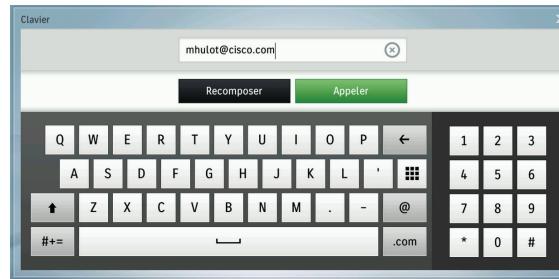 Clavier
mhulot@cisco.com
Recomposer Appeler
Q W E R T Y U I O P ← 1 2 3
A S D F G H J K L ' 4 5 6
Z X C V B N M . - @ 7 8 9
#+= .com * 0 #